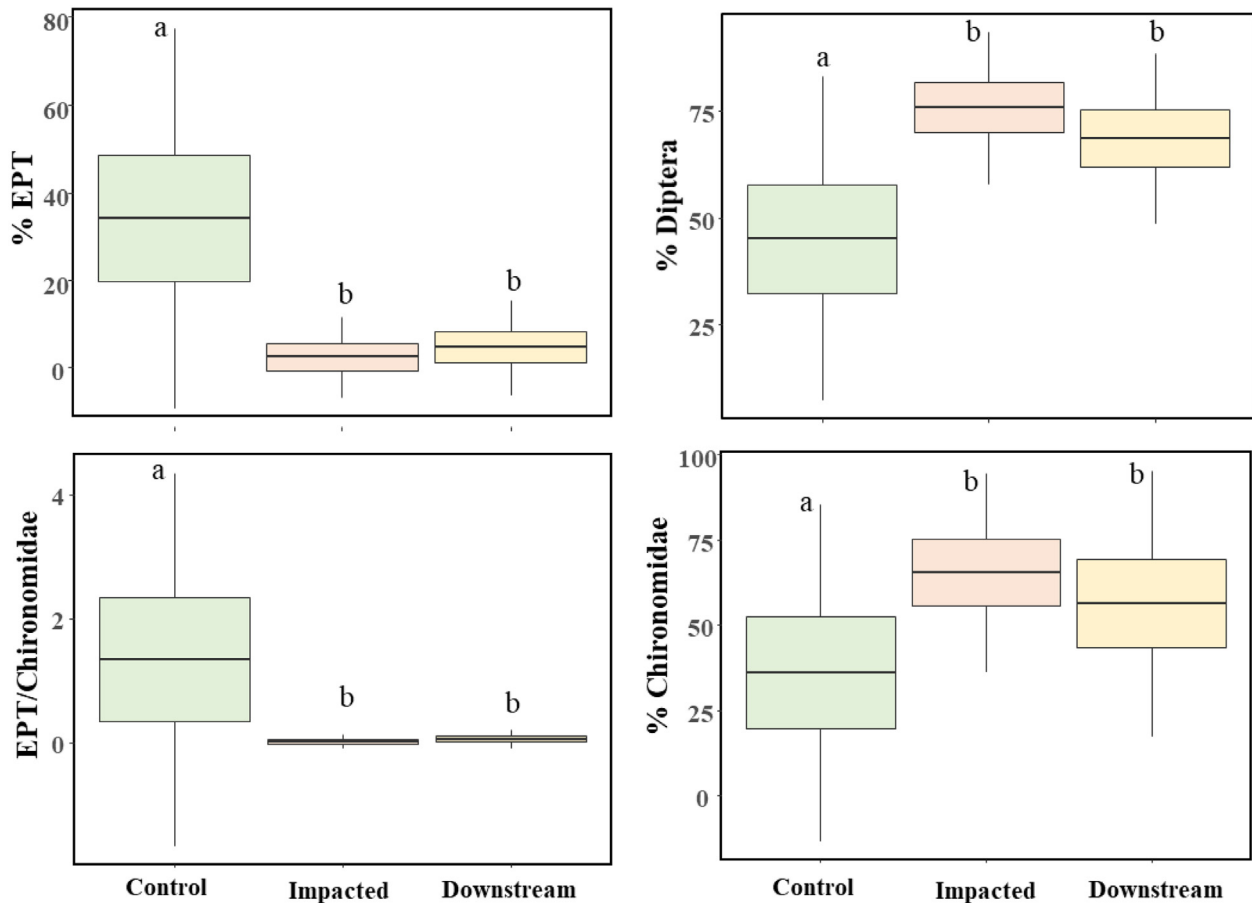 % EPT
80
60
40
20
0
a
b
b
% Diptera
75
50
25
a
b
b
EPT/Chironomidae
4
2
0
a
b
b
Control
Impacted
Downstream
% Chironomidae
100
75
50
25
0
a
b
b
Control
Impacted
Downstream